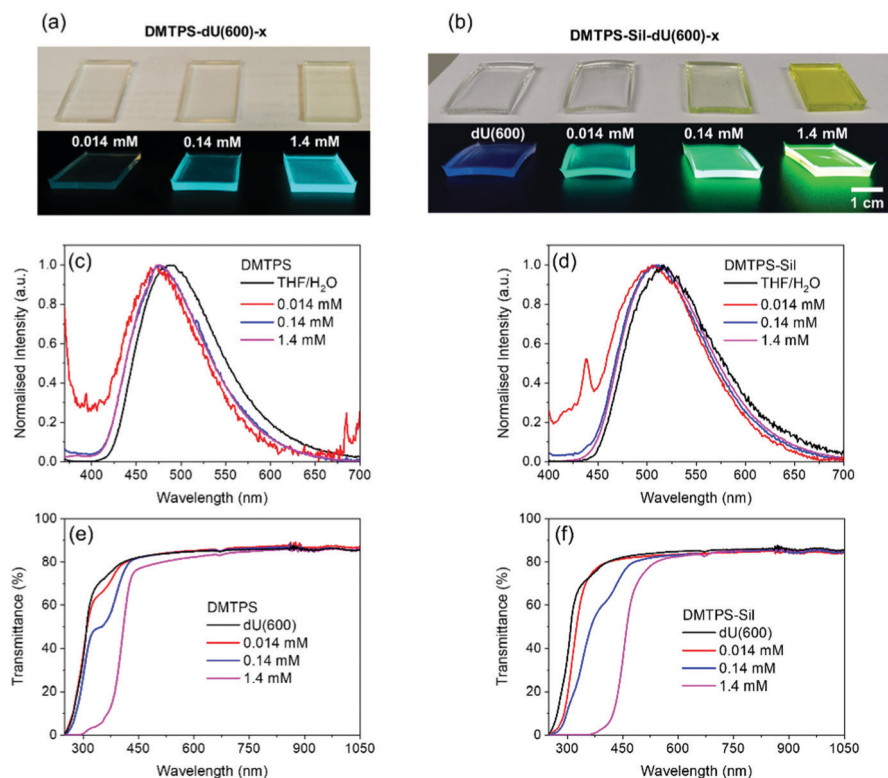 (a)
DMTPS-dU(600)-x
0.014 mM 0.14 mM 1.4 mM
(b)
DMTPS-Sil-dU(600)-x
dU(600) 0.014 mM 0.14 mM 1.4 mM
1 cm
(c)
DMTPS
THF/H₂O
0.014 mM
0.14 mM
1.4 mM
Normalised Intensity (a.u.)
1.0
0.8
0.6
0.4
0.2
0.0
400 450 500 550 600 650 700
Wavelength (nm)
(d)
DMTPS-Sil
THF/H₂O
0.014 mM
0.14 mM
1.4 mM
Normalised Intensity (a.u.)
1.0
0.8
0.6
0.4
0.2
0.0
400 450 500 550 600 650 700
Wavelength (nm)
(e)
DMTPS
dU(600)
0.014 mM
0.14 mM
1.4 mM
Transmittance (%)
100
80
60
40
20
0
300 450 600 750 900 1050
Wavelength (nm)
(f)
DMTPS-Sil
dU(600)
0.014 mM
0.14 mM
1.4 mM
Transmittance (%)
100
80
60
40
20
0
300 450 600 750 900 1050
Wavelength (nm)